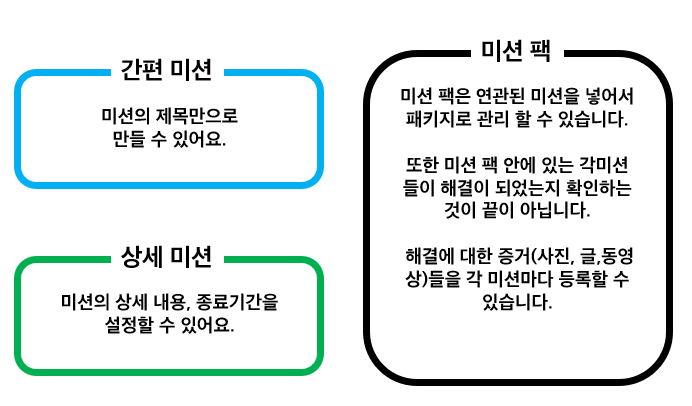 간편 미션
미션의 제목만으로
만들 수 있어요.
상세 미션
미션의 상세 내용, 종료기간을
설정할 수 있어요.
미션 팩
미션 팩은 연관된 미션을 넣어서
패키지로 관리 할 수 있습니다.
또한 미션 팩 안에 있는 각미션
들이 해결이 되었는지 확인하는
것이 끝이 아닙니다.
해결에 대한 증거(사진, 글,동영
상)들을 각 미션마다 등록할 수
있습니다.